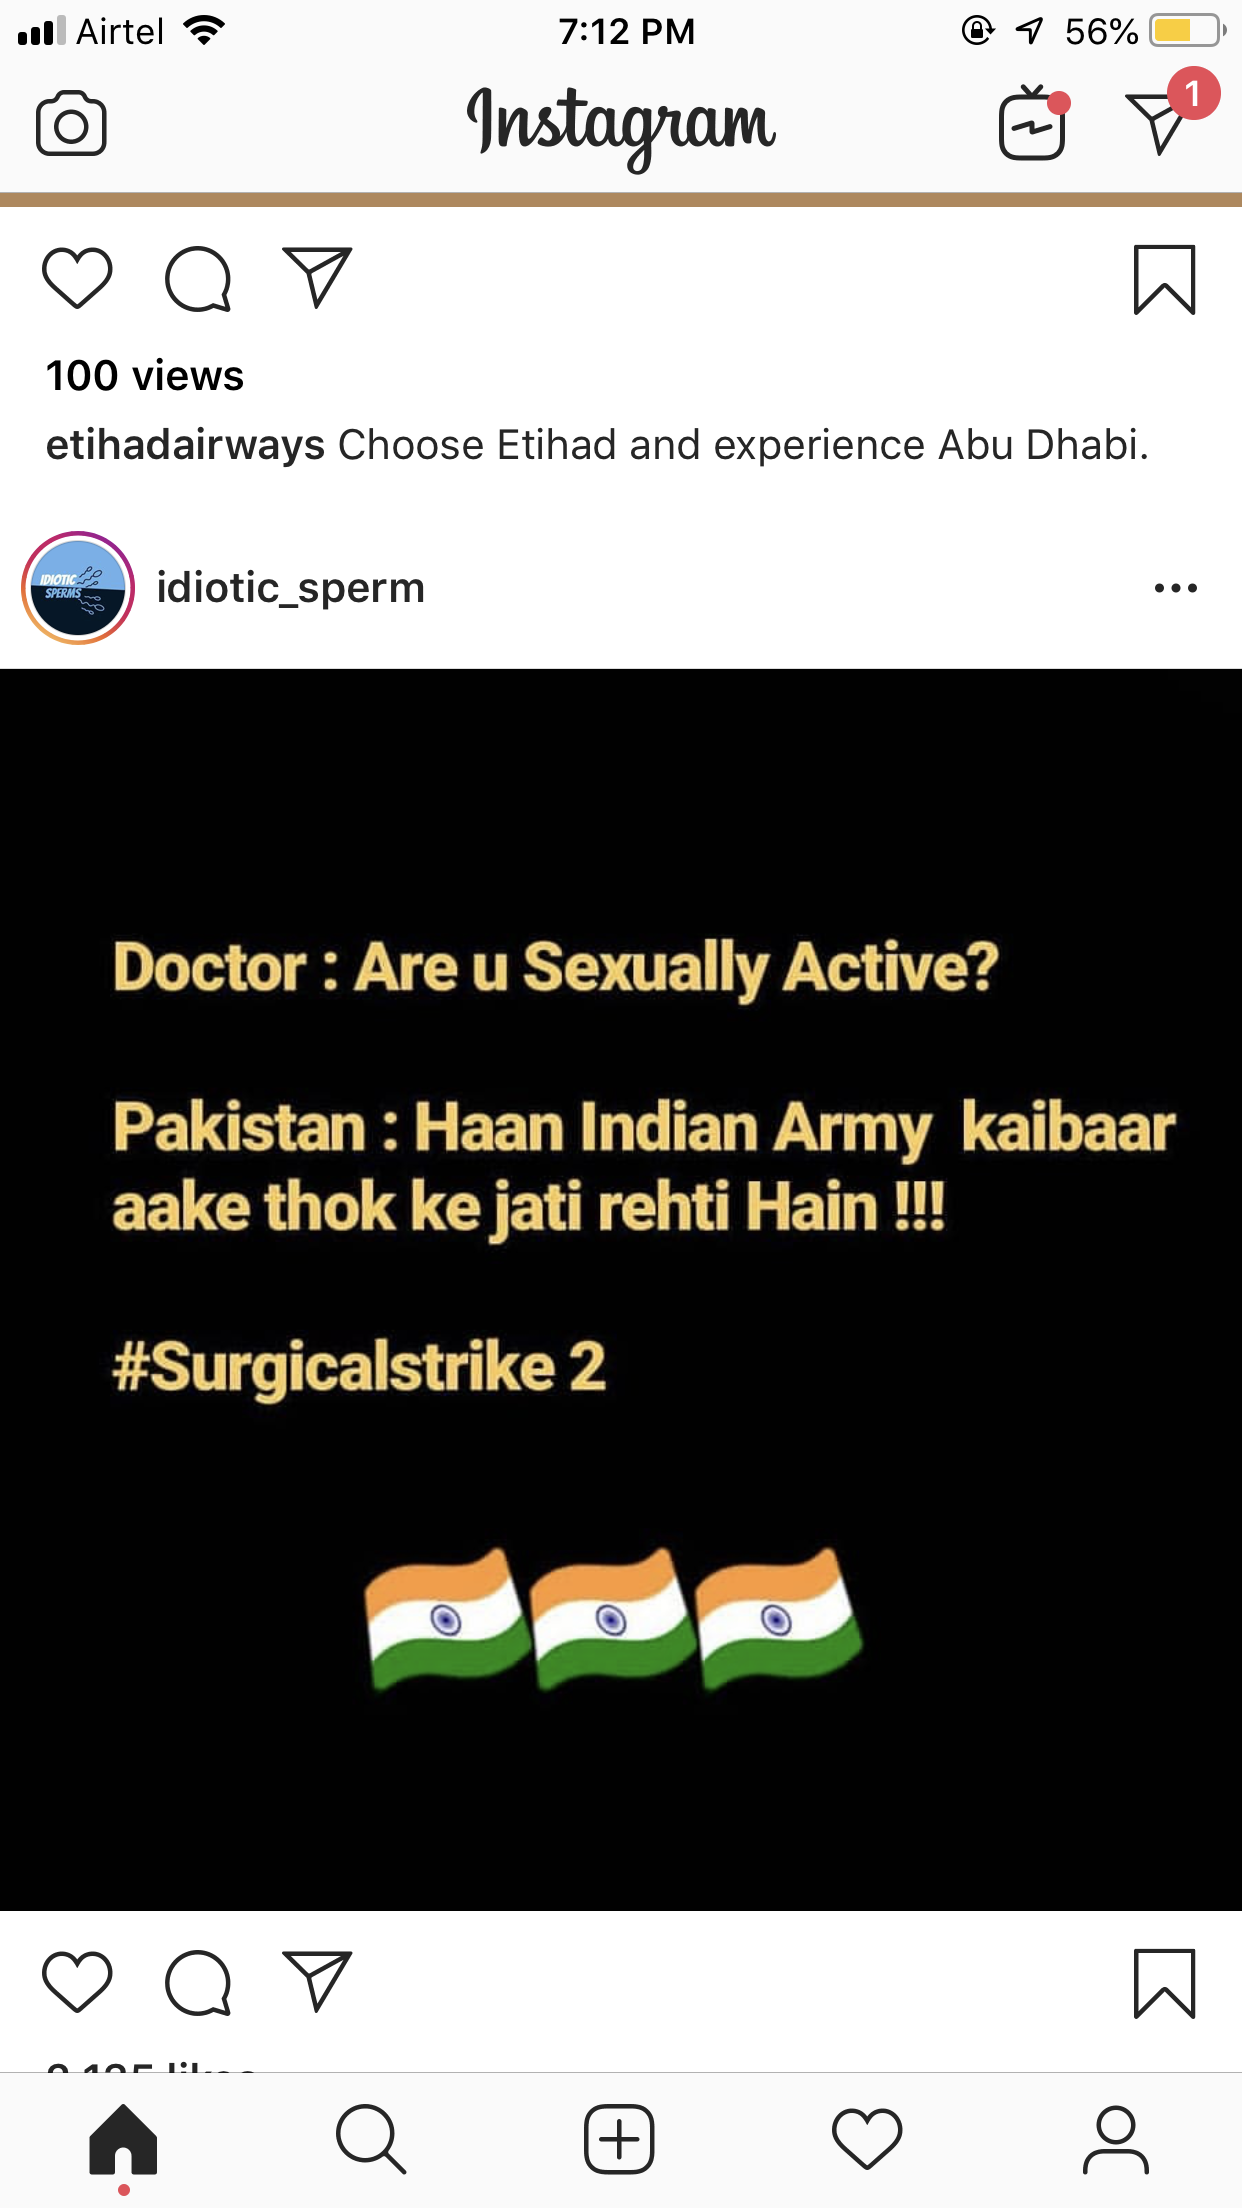 Airtel 7:12 PM 56%
Instagram 1
100 views
etihadairways Choose Etihad and experience Abu Dhabi.
IDIOTIC
SPERMS
idiotic_sperm
Doctor : Are u Sexually Active?
Pakistan : Haan Indian Army kaibaar
aake thok ke jati rehti Hain !!!
#Surgicalstrike 2
likes